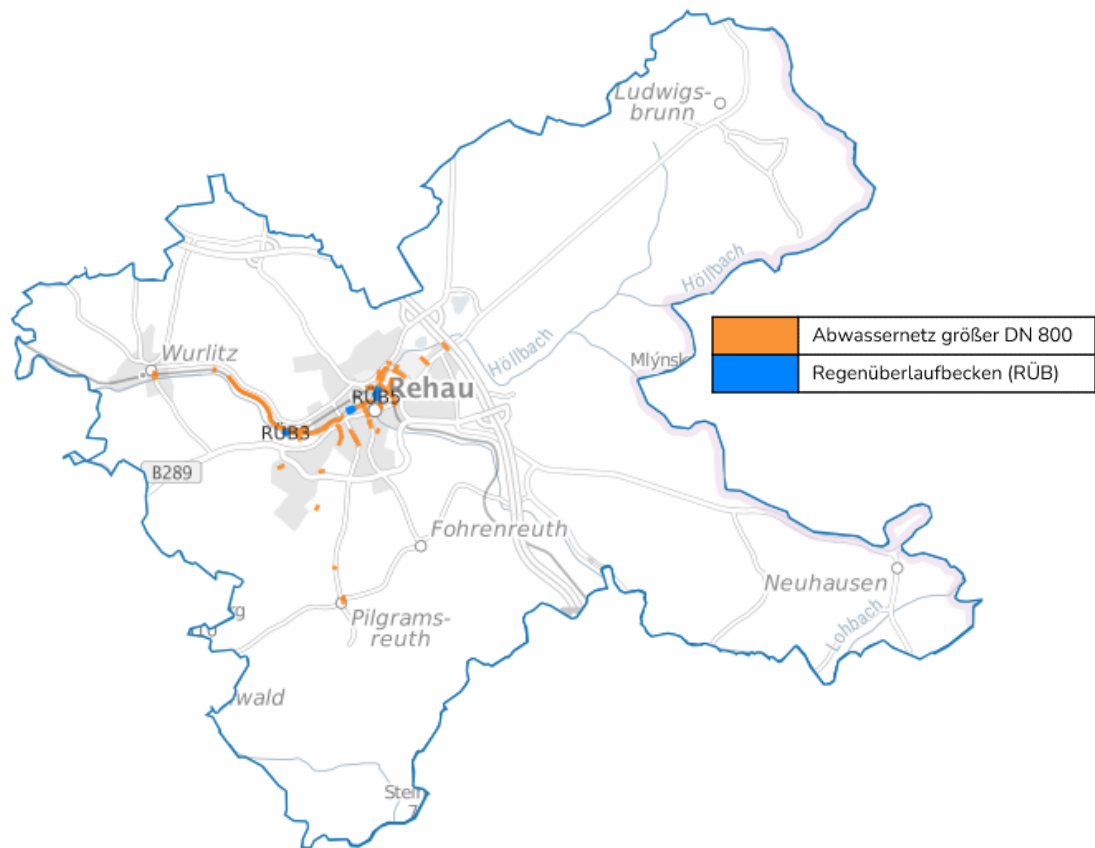 Ludwigs-
brunn
Höllbach
Höllbach
Abwassernetz größer DN 800
Regenüberlaufbecken (RÜB)
Mlýnsk
Wurlitz
Rehau
RÜB5
RÜB3
B289
Fohrenreuth
Neuhausen
Lohbach
Pilgrams-
reuth
wald
Stein
7